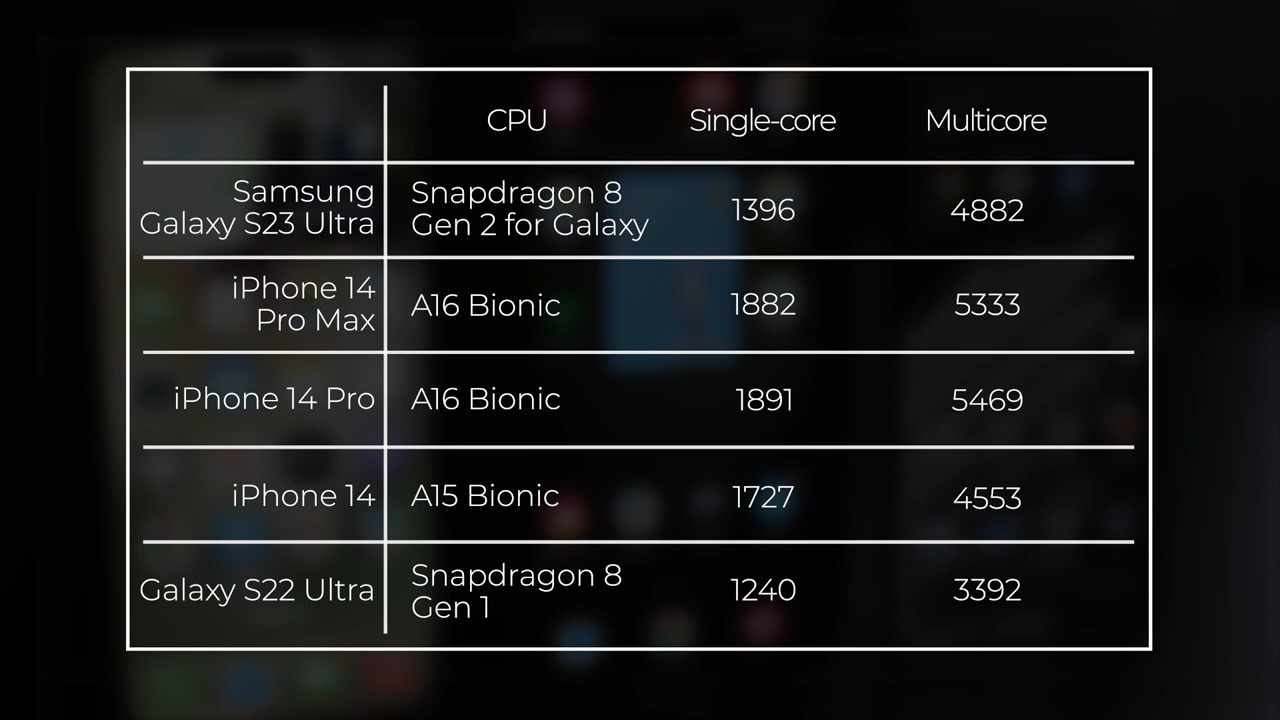 CPU Single-core Multicore
Samsung
Galaxy S23 Ultra
Snapdragon 8
Gen 2 for Galaxy
1396 4882
iPhone 14
Pro Max
A16 Bionic 1882 5333
iPhone 14 Pro A16 Bionic 1891 5469
iPhone 14 A15 Bionic 1727 4553
Galaxy S22 Ultra
Snapdragon 8
Gen 1
1240 3392